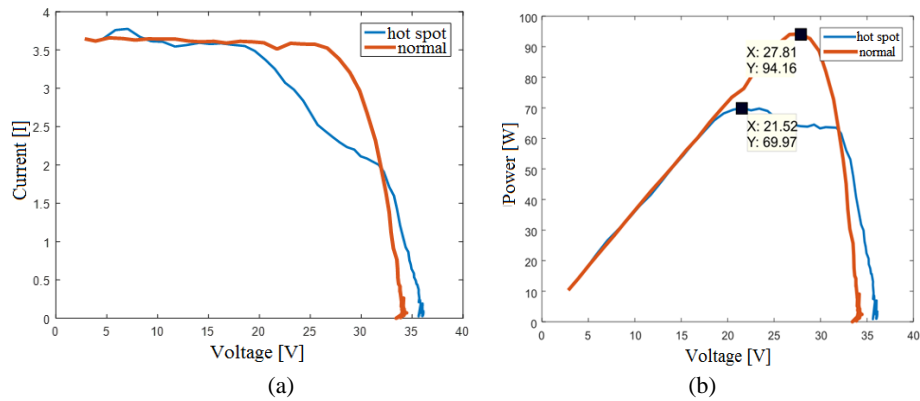 hot spot
normal
Current [I]
4
3.5
3
2.5
2
1.5
1
0.5
0
0 5 10 15 20 25 30 35 40
Voltage [V]
(a)
hot spot
normal
X: 27.81
Y: 94.16
X: 21.52
Y: 69.97
Power [W]
100
90
80
70
60
50
40
30
20
10
0
0 5 10 15 20 25 30 35 40
Voltage [V]
(b)